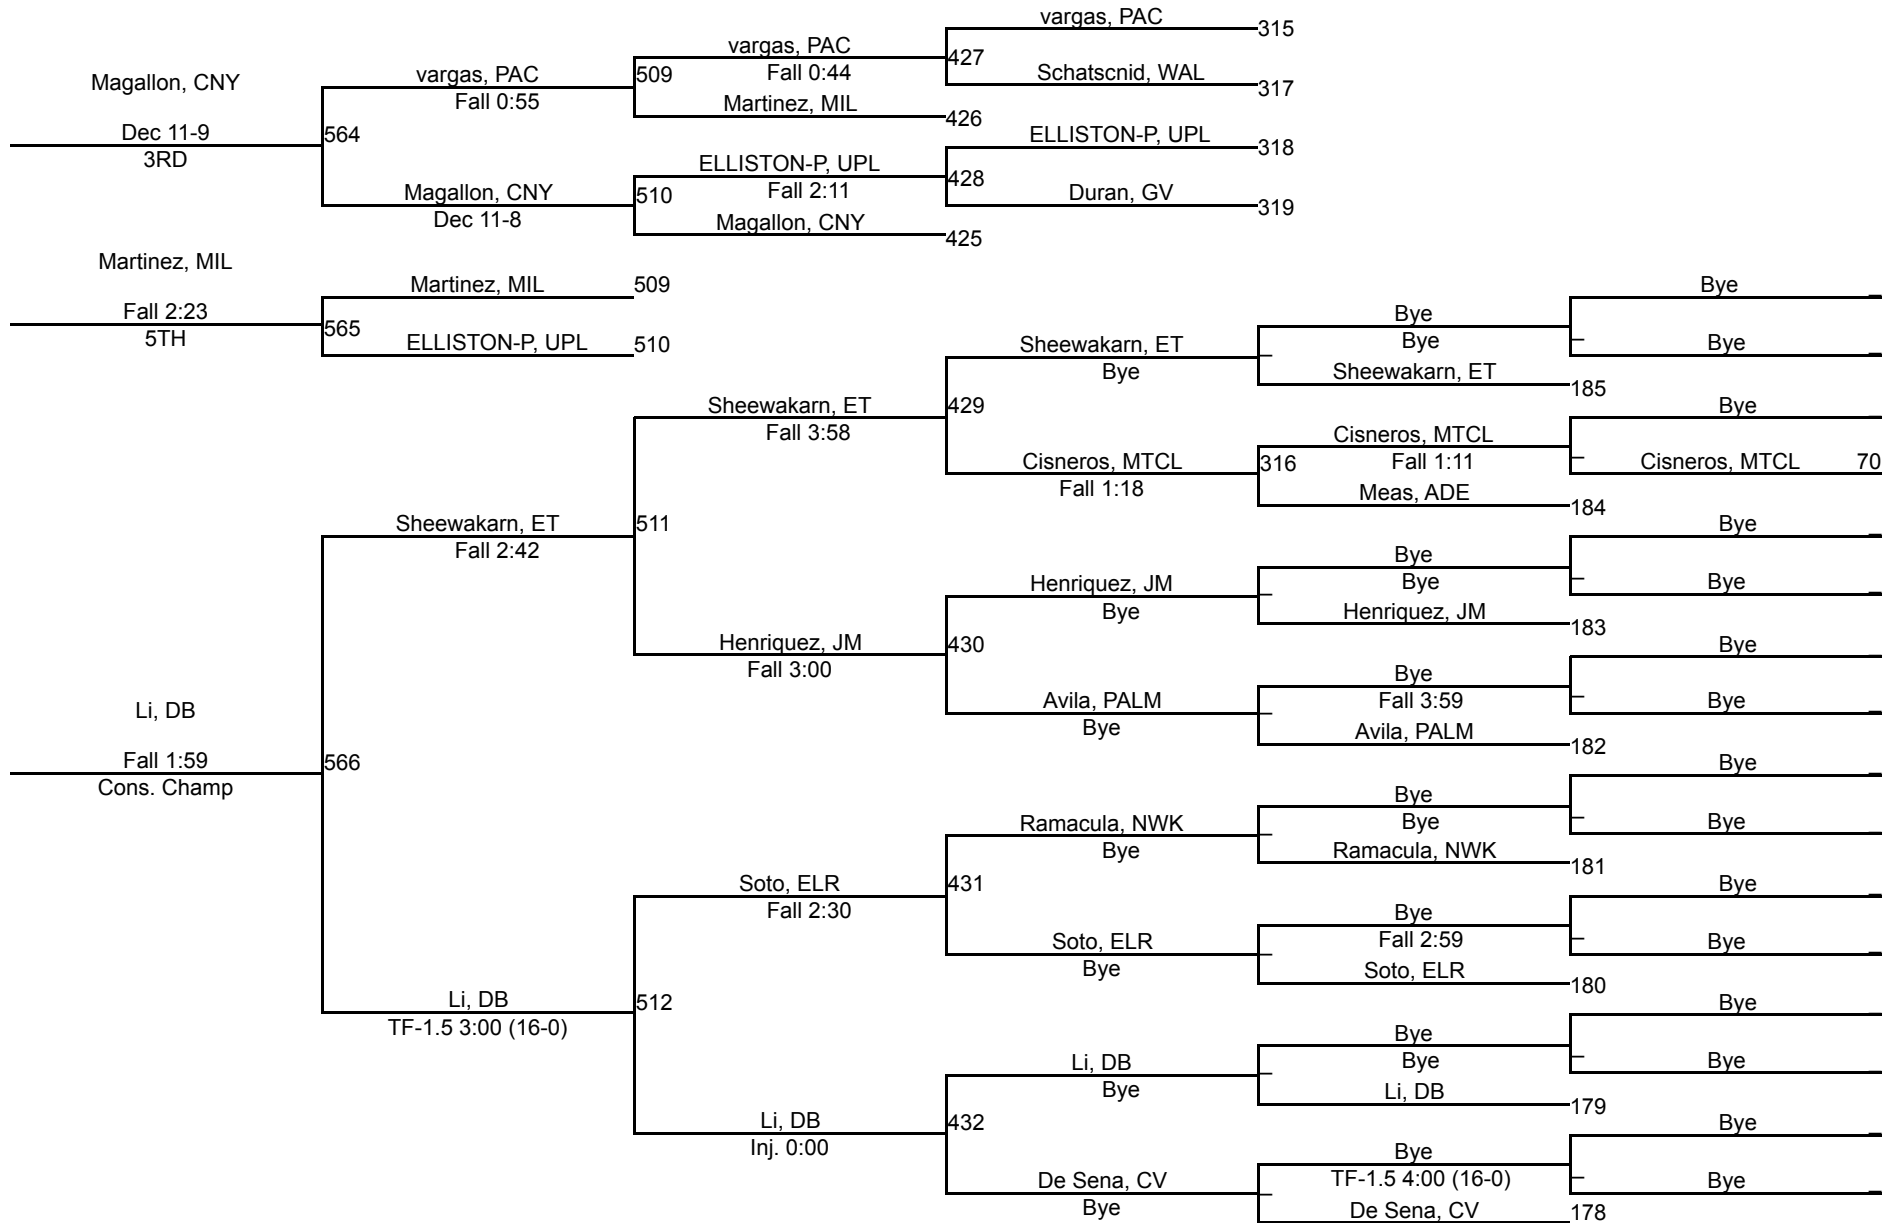 vargas, PAC
315
427
Schatscnid, WAL
317
vargas, PAC
Fall 0:44
509
Martinez, MIL
426
vargas, PAC
Fall 0:55
Magallon, CNY
Dec 11-9
3RD
564
ELLISTON-P, UPL
318
428
Duran, GV
319
ELLISTON-P, UPL
Fall 2:11
510
Magallon, CNY
425
Magallon, CNY
Dec 11-8
Martinez, MIL
Fall 2:23
5TH
565
Martinez, MIL
509
ELLISTON-P, UPL
510
Bye
Bye
Bye
Bye
Sheewakarn, ET
185
Sheewakarn, ET
Bye
429
Sheewakarn, ET
Fall 3:58
Bye
Cisneros, MTCL
70
Cisneros, MTCL
Fall 1:11
316
Meas, ADE
184
Cisneros, MTCL
Fall 1:18
Sheewakarn, ET
Fall 2:42
511
Bye
Bye
Bye
Bye
Henriquez, JM
183
Henriquez, JM
Bye
430
Henriquez, JM
Fall 3:00
Bye
Bye
Bye
Fall 3:59
Avila, PALM
182
Avila, PALM
Bye
Li, DB
Fall 1:59
Cons. Champ
566
Bye
Bye
Bye
Bye
Ramacula, NWK
181
Ramacula, NWK
Bye
431
Soto, ELR
Fall 2:30
Bye
Bye
Bye
Fall 2:59
Soto, ELR
180
Soto, ELR
Bye
Li, DB
TF-1.5 3:00 (16-0)
512
Bye
Bye
Bye
Bye
Li, DB
179
Li, DB
Bye
432
Li, DB
Inj. 0:00
Bye
Bye
Bye
TF-1.5 4:00 (16-0)
De Sena, CV
178
De Sena, CV
Bye